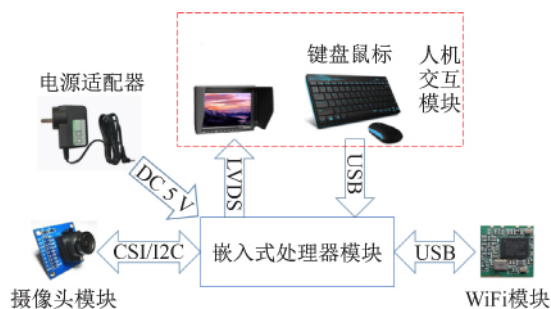 键盘鼠标
人机
交互
模块
电源适配器
DC 5 V
LVDS
USB
CSI/I2C
嵌入式处理器模块
USB
摄像头模块
WiFi模块